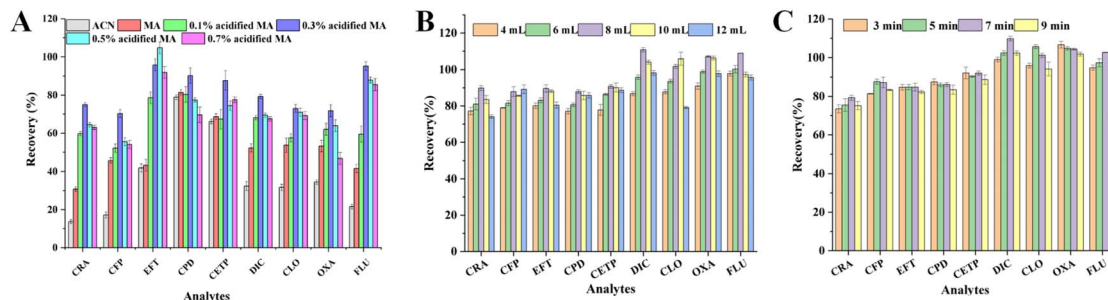 A
ACN MA 0.1% acidified MA 0.3% acidified MA
0.5% acidified MA 0.7% acidified MA
120
100
80
60
40
20
0
Recovery (%)
CRA CFP EFT CPD CETP DIC CLO OXA FLU
Analytes
B
4 mL 6 mL 8 mL 10 mL 12 mL
120
100
80
60
40
20
0
Recovery(%)
CRA CFP EFT CPD CETP DIC CLO OXA FLU
Analytes
C
3 min 5 min 7 min 9 min
120
100
80
60
40
20
0
Recovery(%)
CRA CFP EFT CPD CETP DIC CLO OXA FLU
Analytes